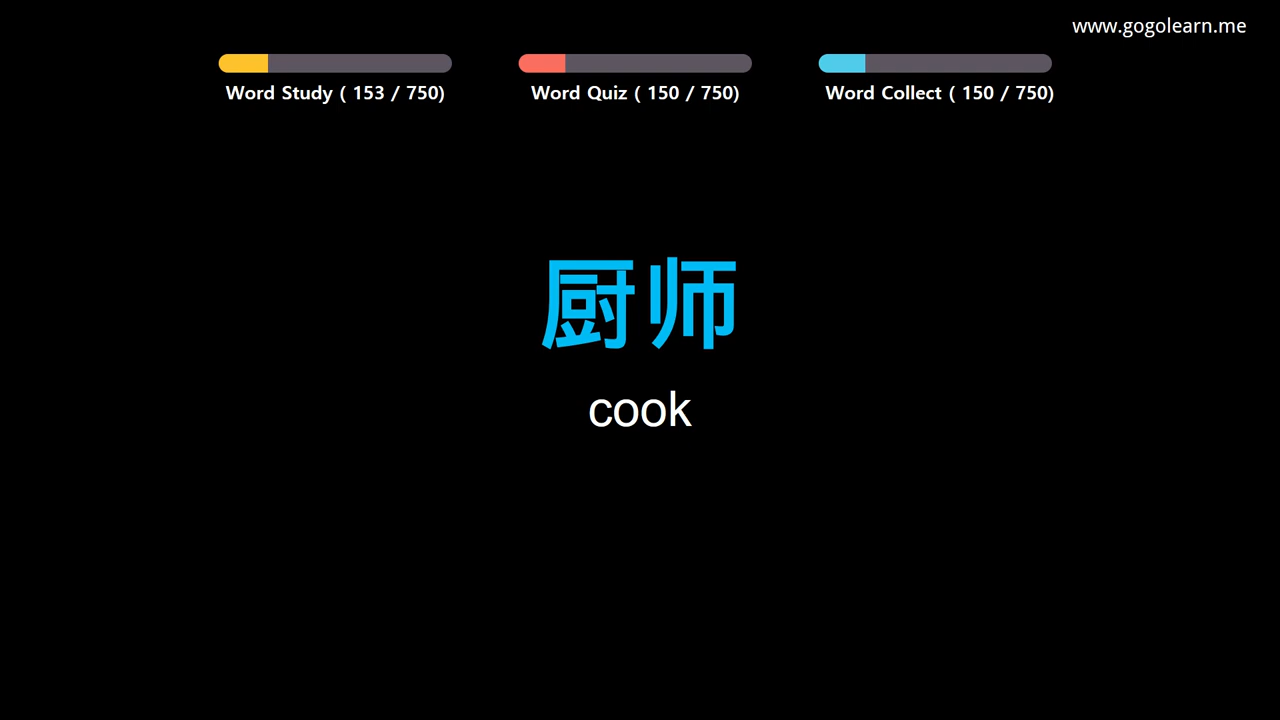 www.gogolearn.me
Word Study ( 153 / 750)
Word Quiz ( 150 / 750)
Word Collect ( 150 / 750)
厨师
cook